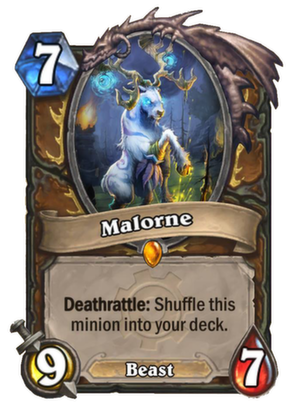 7
Malorne
Deathrattle: Shuffle this
minion into your deck.
9
Beast
7